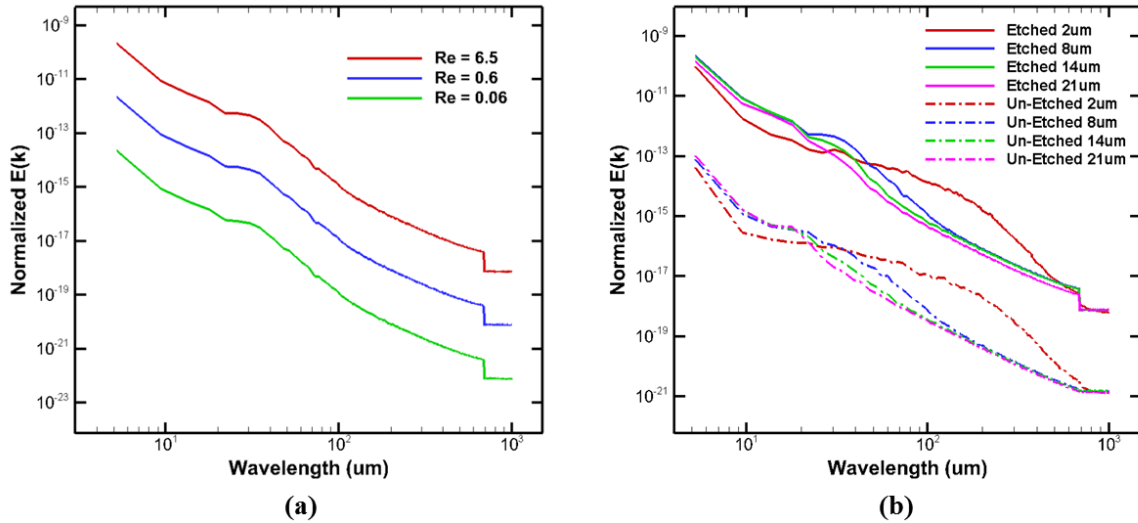 10^-9
10^-11
10^-13
10^-15
10^-17
10^-19
10^-21
10^-23
Normalized E(k)
Re = 6.5
Re = 0.6
Re = 0.06
10^1
10^2
10^3
Wavelength (um)
(a)
10^-9
10^-11
10^-13
10^-15
10^-17
10^-19
10^-21
Normalized E(k)
Etched 2um
Etched 8um
Etched 14um
Etched 21um
Un-Etched 2um
Un-Etched 8um
Un-Etched 14um
Un-Etched 21um
10^1
10^2
10^3
Wavelength (um)
(b)